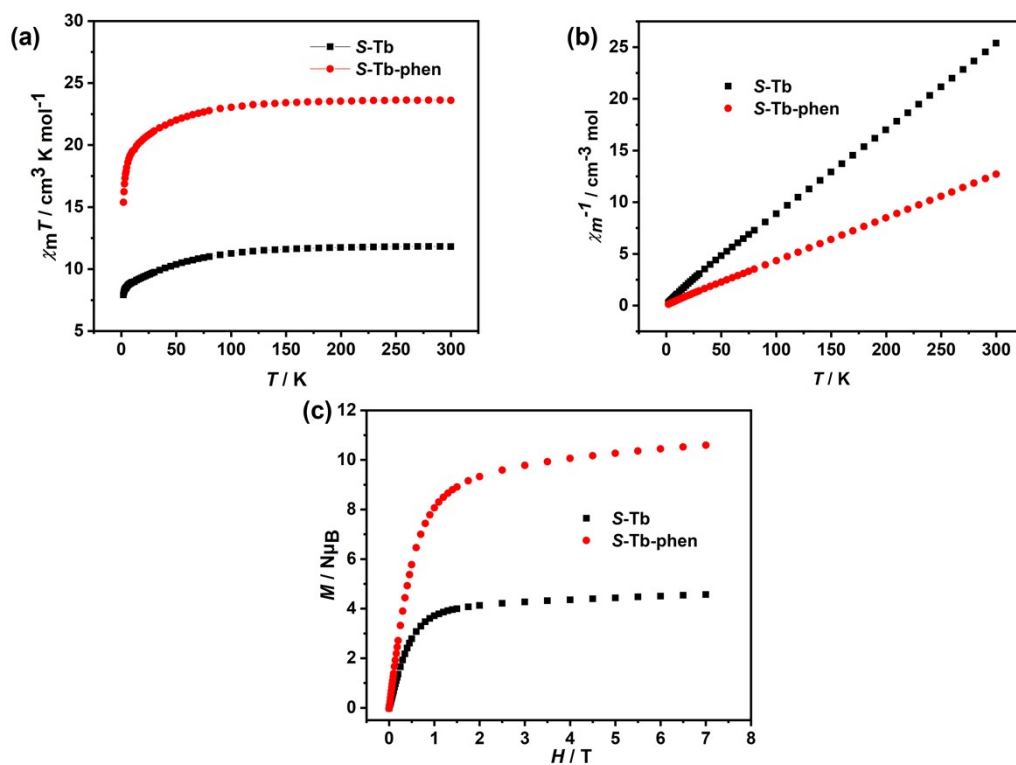 (a)
χmT / cm³ K mol⁻¹
30
25
20
15
10
5
S-Tb
S-Tb-phen
0 50 100 150 200 250 300
T / K
(b)
χm⁻¹ / cm⁻³ mol
25
20
15
10
5
0
S-Tb
S-Tb-phen
0 50 100 150 200 250 300
T / K
(c)
M / NμB
12
10
8
6
4
2
0
S-Tb
S-Tb-phen
0 1 2 3 4 5 6 7 8
H / T